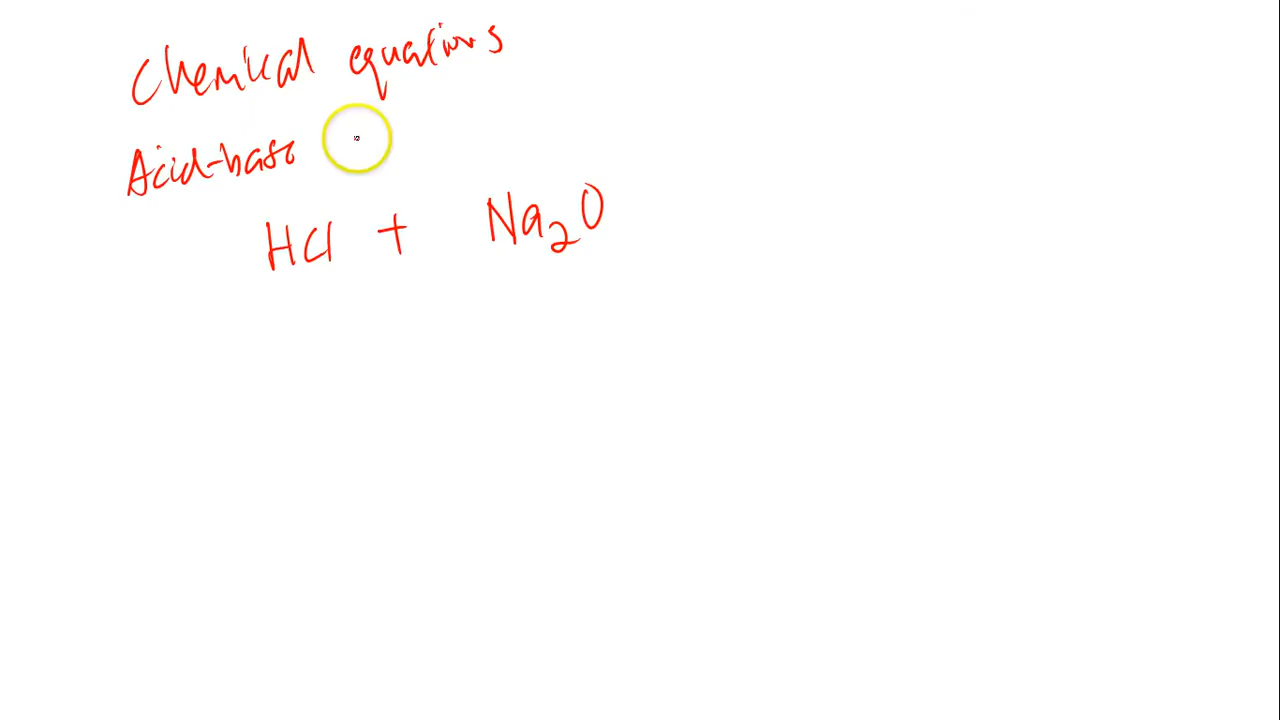 Chemical equations
Acid-base
HCl + Na₂O